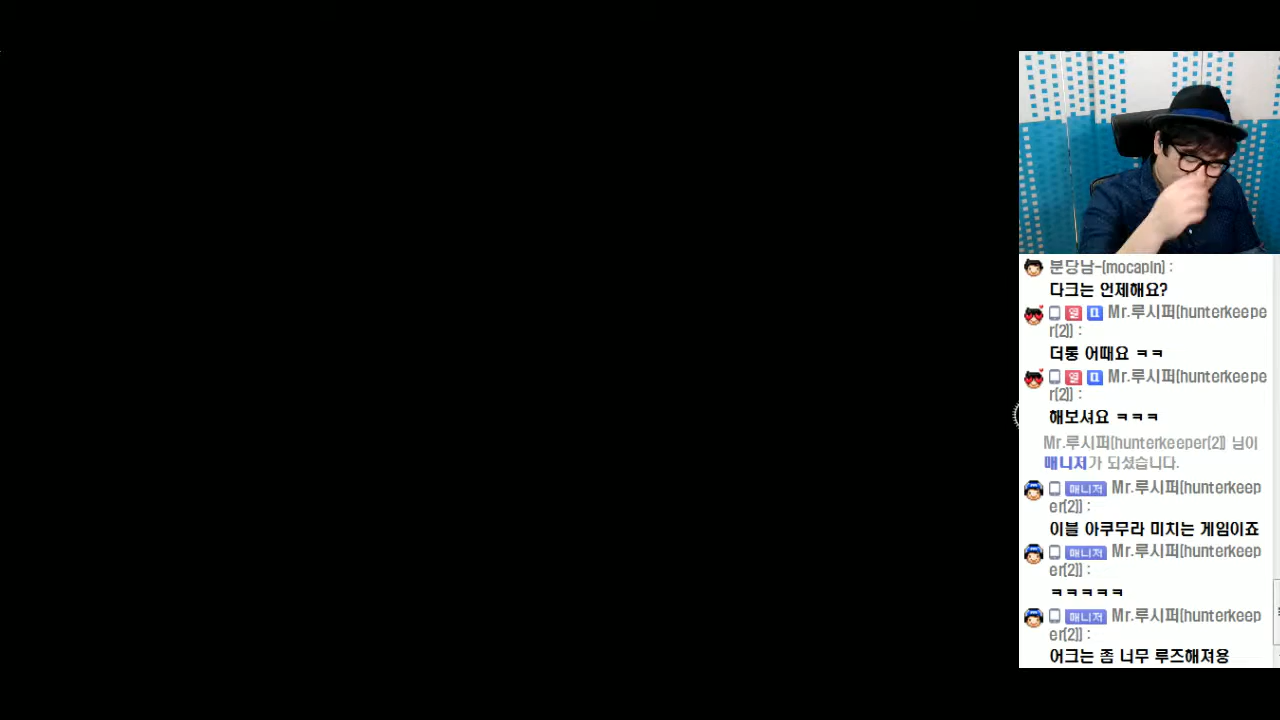 분당남-(mocapin) :
다크는 언제해요?
열 Mr.루시퍼(hunterkeepe
r(2)) :
더통 어때요 ㅋㅋ
열 Mr.루시퍼(hunterkeepe
r(2)) :
해보셔요 ㅋㅋㅋ
Mr.루시퍼(hunterkeeper(2)) 님이
매니저가 되셨습니다.
매니저 Mr.루시퍼(hunterkeep
er(2)) :
이블 아쿠무라 미치는 게임이죠
매니저 Mr.루시퍼(hunterkeep
er(2)) :
ㅋㅋㅋㅋㅋ
매니저 Mr.루시퍼(hunterkeep
er(2)) :
어크는 좀 너무 루즈해져용